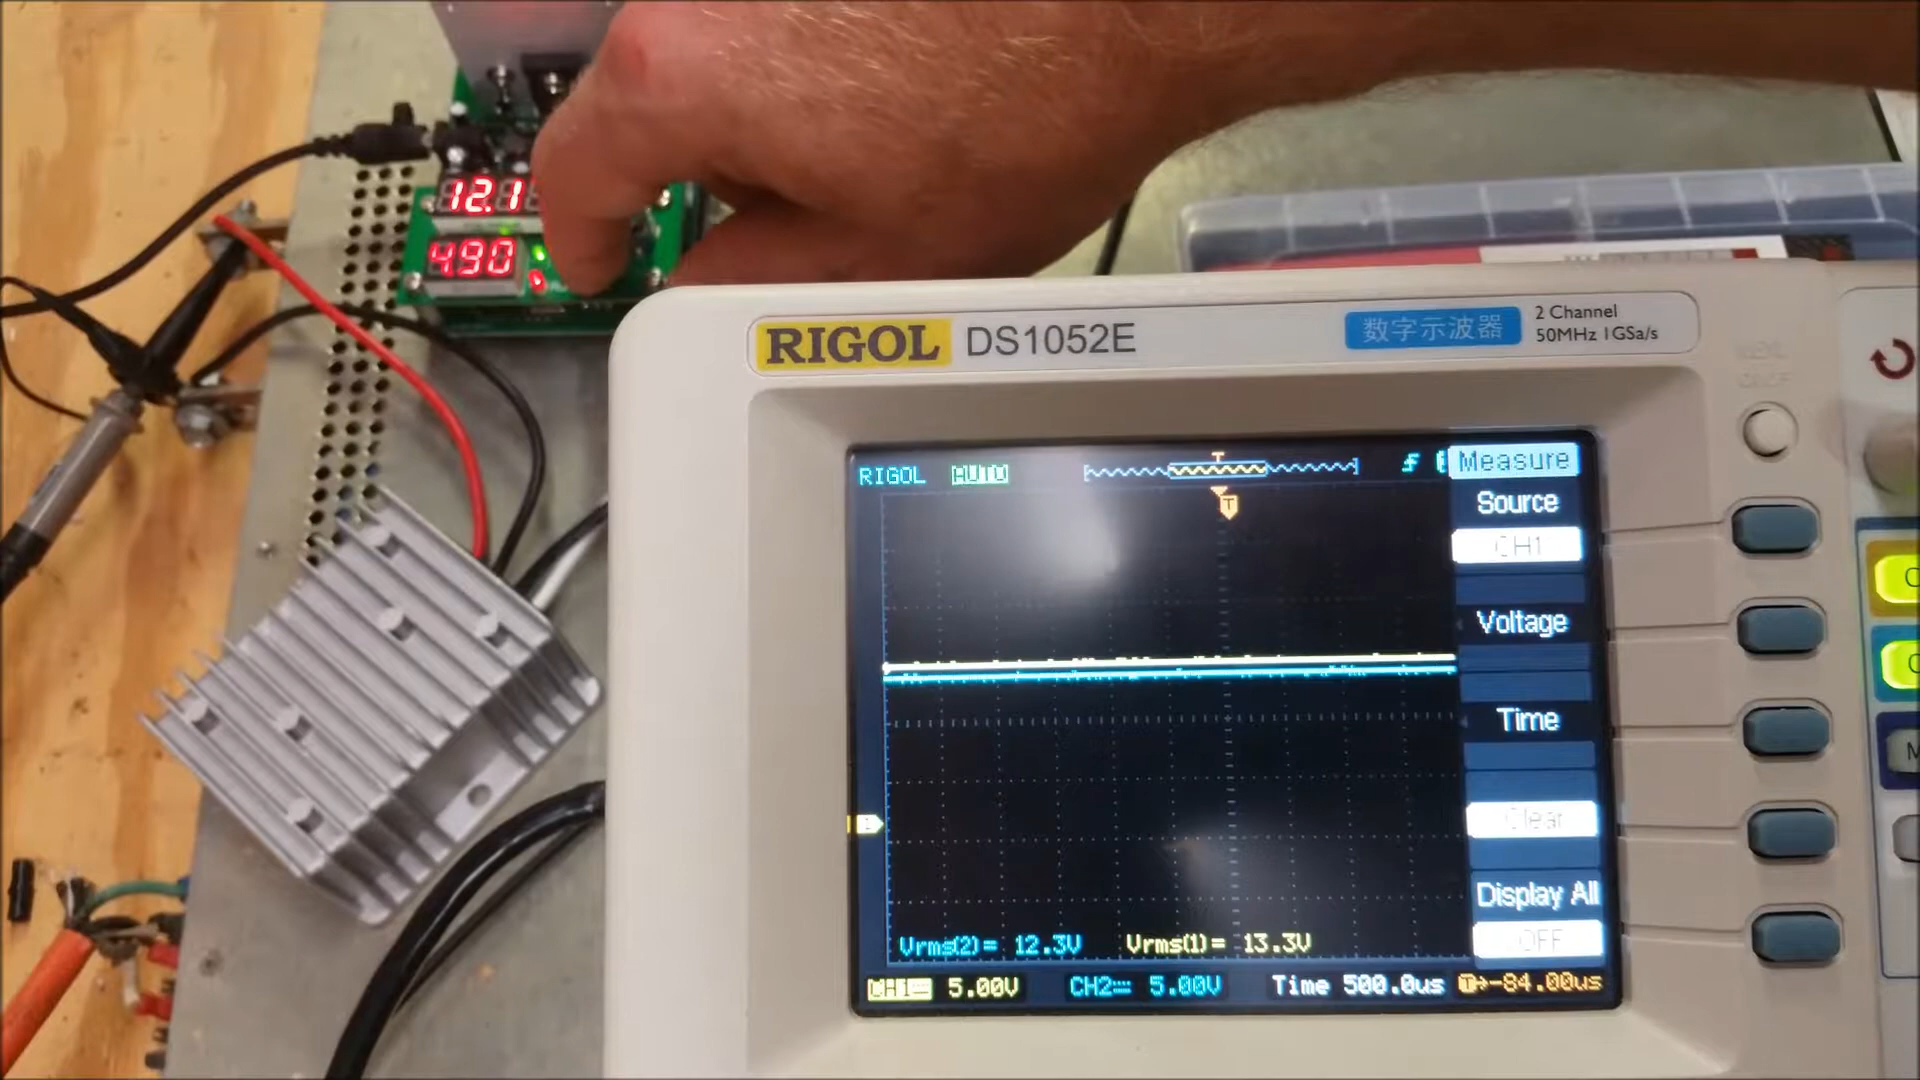 12.1
4.90
RIGOL DS1052E
数字示波器
2 Channel
50MHz 1GSa/s
RIGOL AUTO
T
T
Measure
Source
CH1
Voltage
Time
Clear
Display All
OFF
Vrms(2)= 12.3V Vrms(1)= 13.3V
CH1 5.00V CH2 5.00V Time 500.0us T→-84.00us